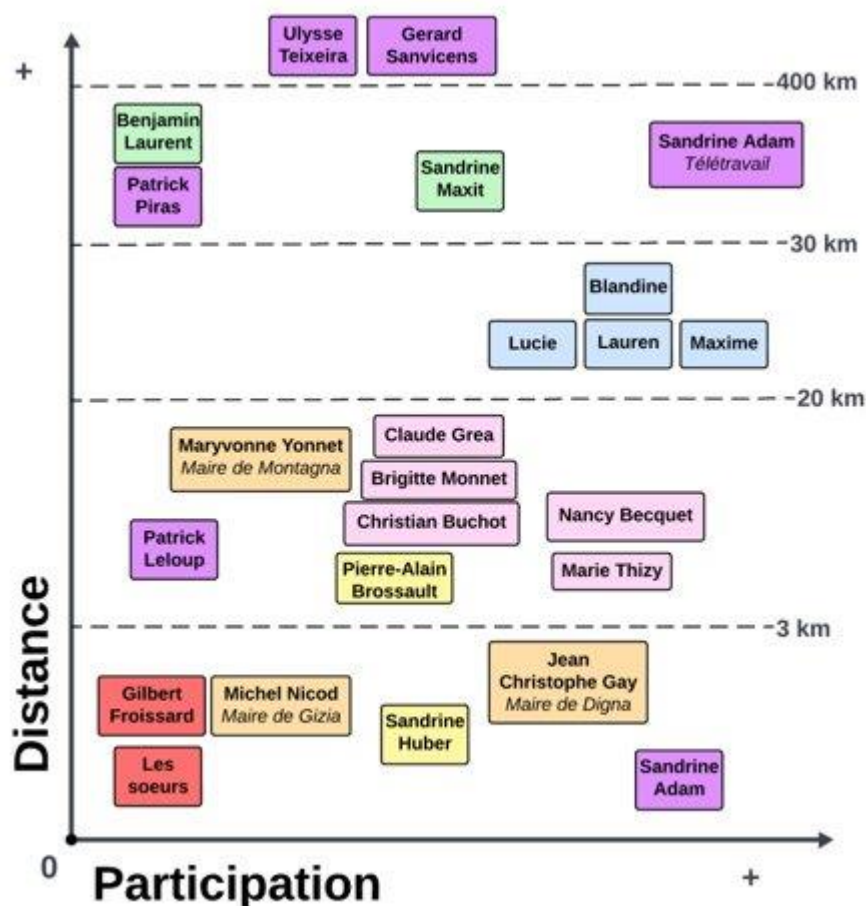 Ulysse
Teixeira
Gerard
Sanvicens
+
400 km
Benjamin
Laurent
Patrick
Piras
Sandrine
Maxit
Sandrine Adam
Télétravail
30 km
Blandine
Lucie
Lauren
Maxime
20 km
Maryvonne Yonnet
Maire de Montagna
Claude Grea
Brigitte Monnet
Christian Buchot
Nancy Becquet
Patrick
Leloup
Pierre-Alain
Brossault
Marie Thizy
3 km
Distance
Gilbert
Froissard
Michel Nicod
Maire de Gizia
Sandrine
Huber
Jean
Christophe Gay
Maire de Digna
Les
soeurs
Sandrine
Adam
0
Participation
+